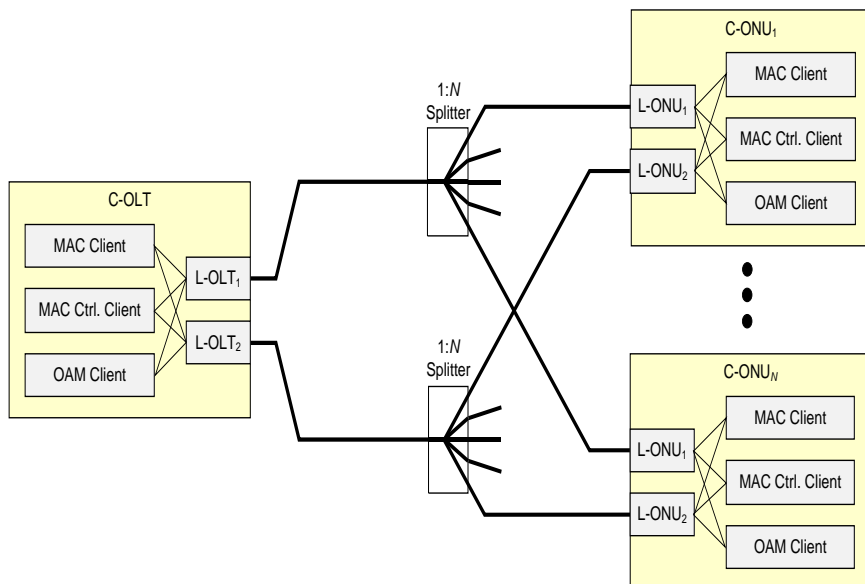 C-OLT
MAC Client
MAC Ctrl. Client
OAM Client
L-OLT₁
L-OLT₂
1:N
Splitter
1:N
Splitter
C-ONU₁
L-ONU₁
L-ONU₂
MAC Client
MAC Ctrl. Client
OAM Client
C-ONU_N
L-ONU₁
L-ONU₂
MAC Client
MAC Ctrl. Client
OAM Client